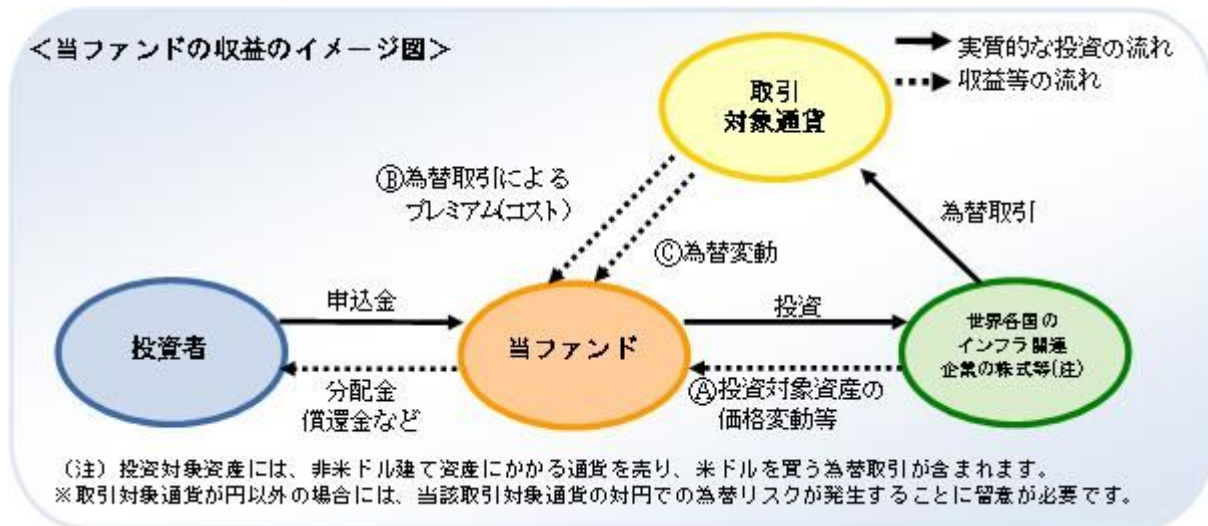 ＜当ファンドの収益のイメージ図＞
実質的な投資の流れ
収益等の流れ
取引
対象通貨
Ⓑ為替取引による
プレミアム(コスト)
Ⓒ為替変動
為替取引
投資者
申込金
分配金
償還金など
当ファンド
投資
Ⓐ投資対象資産の
価格変動等
世界各国の
インフラ関連
企業の株式等(注)
（注）投資対象資産には、非米ドル建て資産にかかる通貨を売り、米ドルを買う為替取引が含まれます。
※取引対象通貨が円以外の場合には、当該取引対象通貨の対円での為替リスクが発生することに留意が必要です。